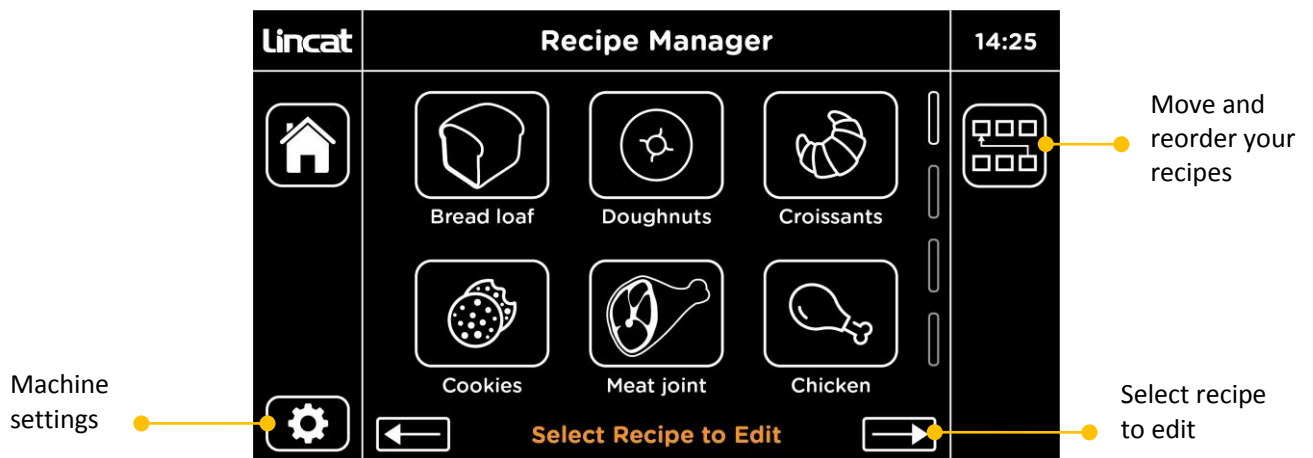 Lincat
Recipe Manager
14:25
Move and
reorder your
recipes
Bread loaf
Doughnuts
Croissants
Cookies
Meat joint
Chicken
Machine
settings
Select Recipe to Edit
Select recipe
to edit